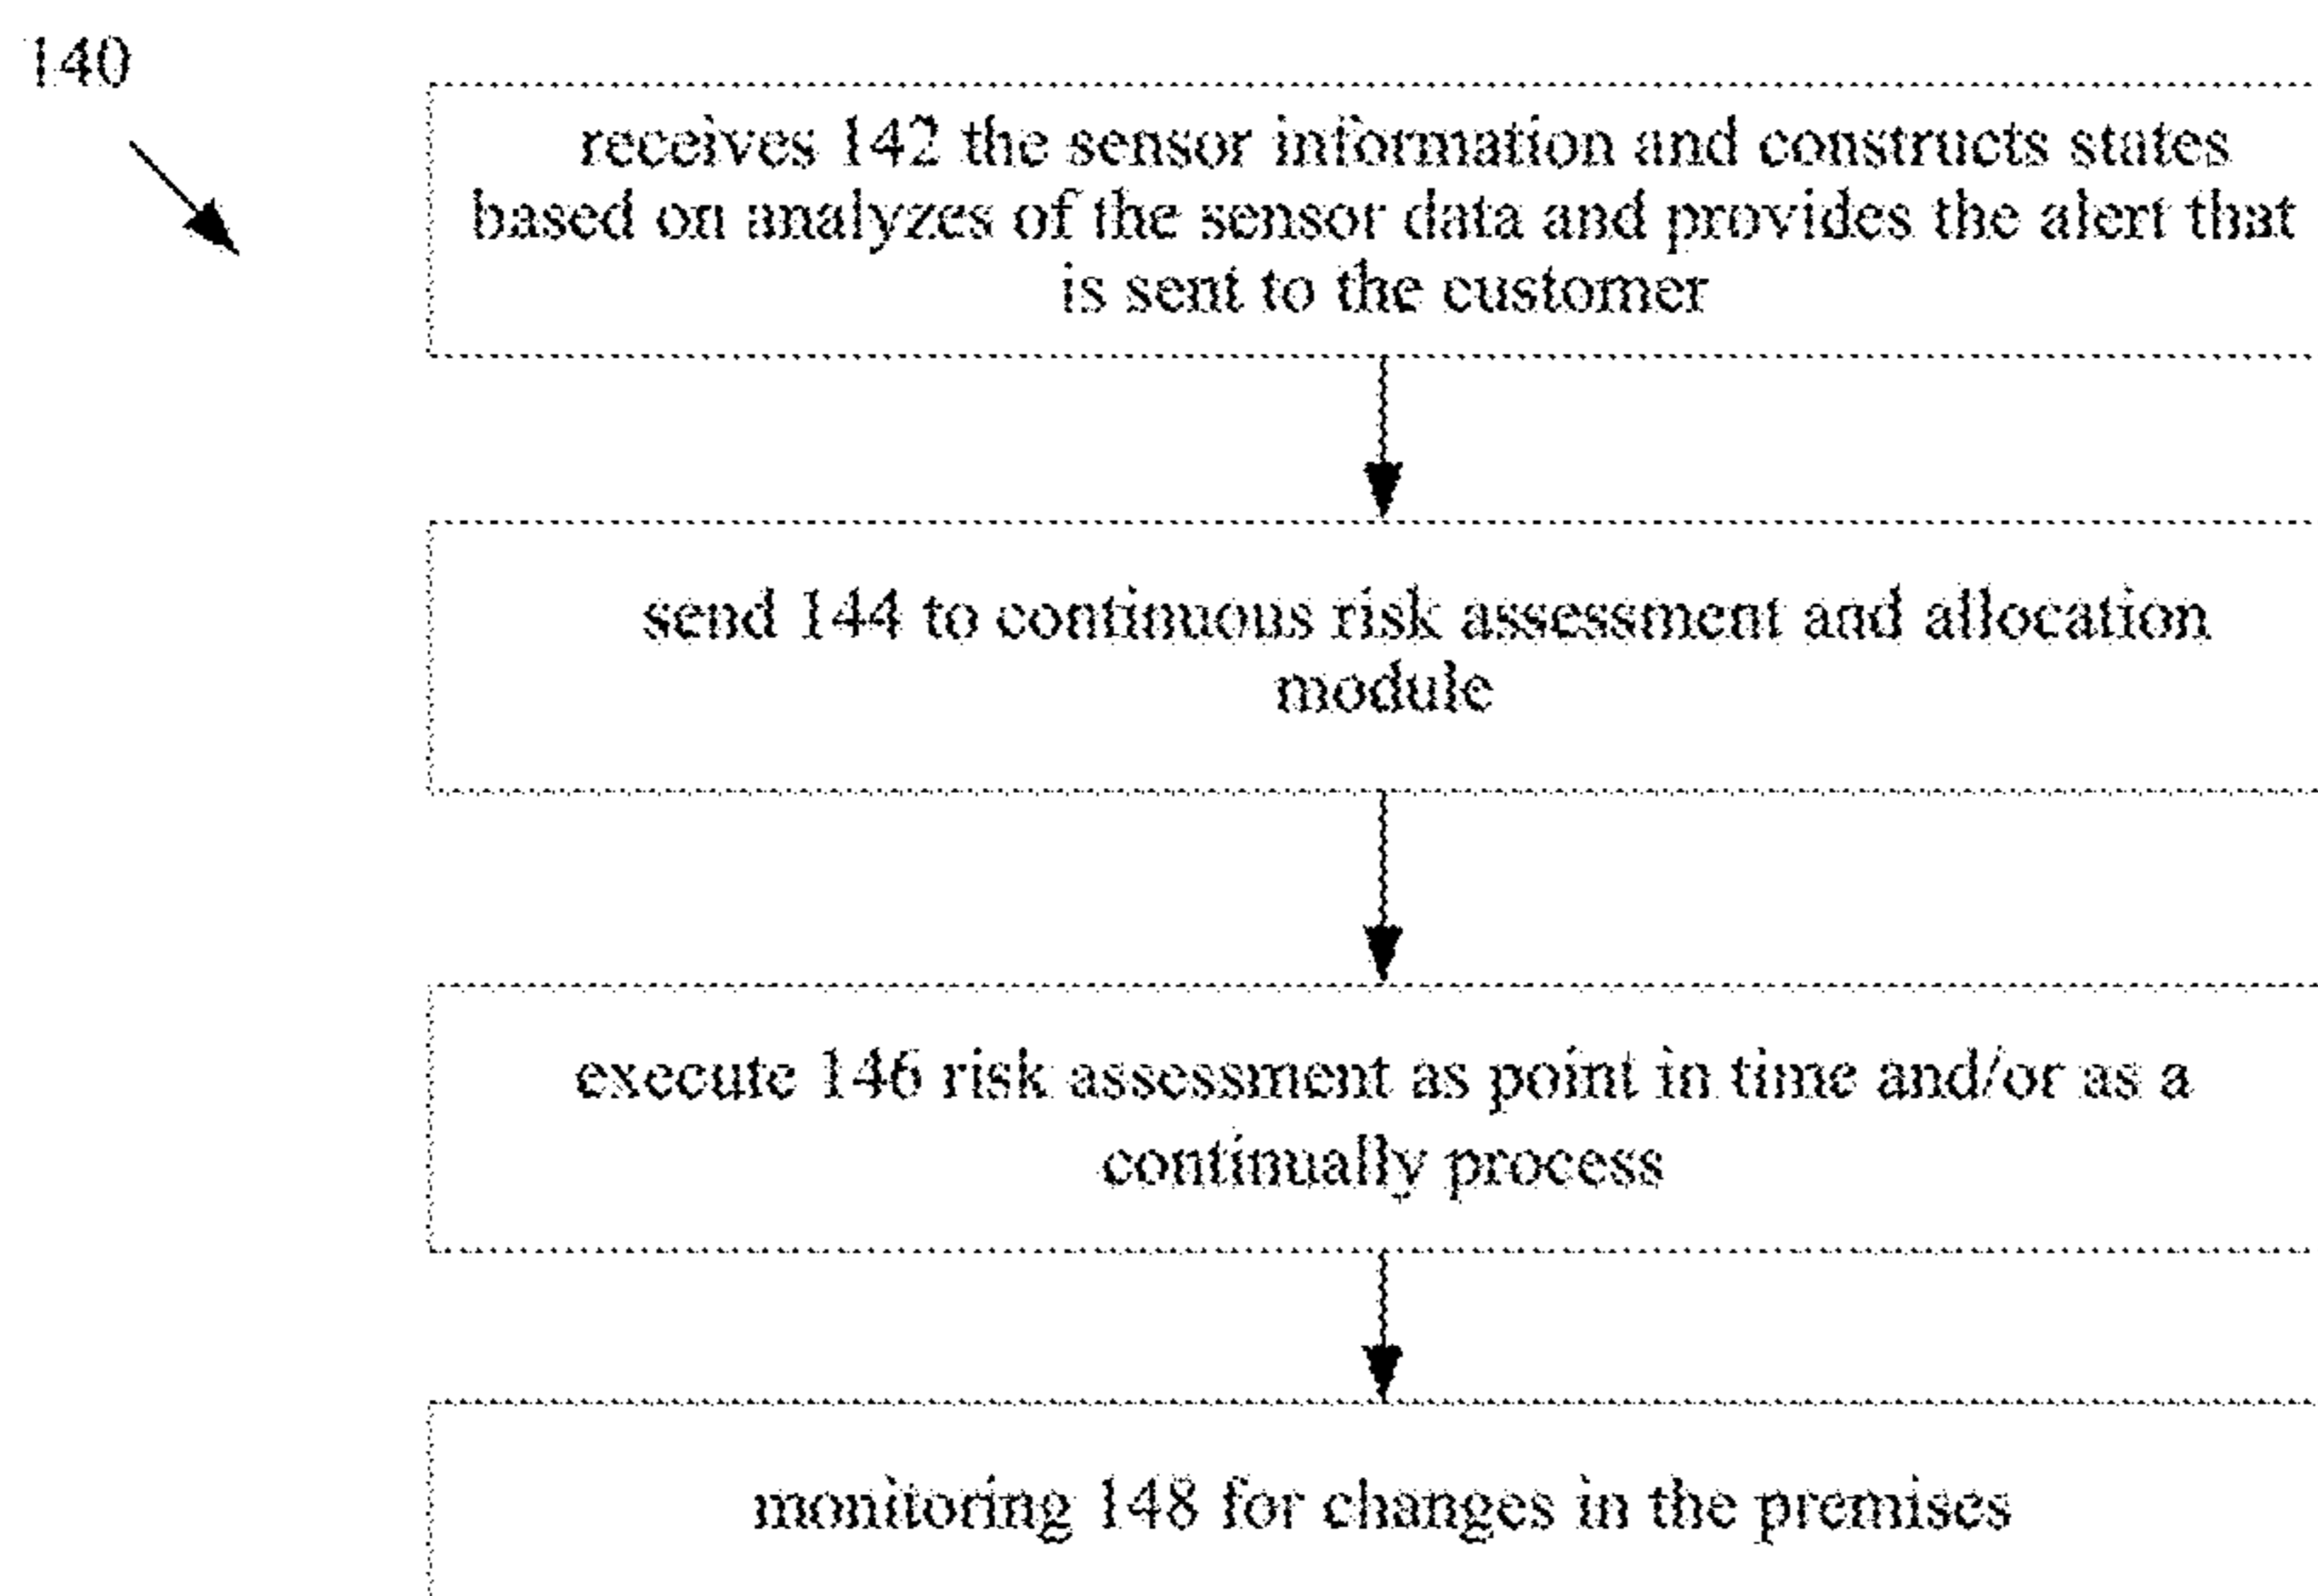 140
receives 142 the sensor information and constructs states
based on analyzes of the sensor data and provides the alert that
is sent to the customer
send 144 to continuous risk assessment and allocation
module
execute 146 risk assessment as point in time and/or as a
continually process
monitoring 148 for changes in the premises